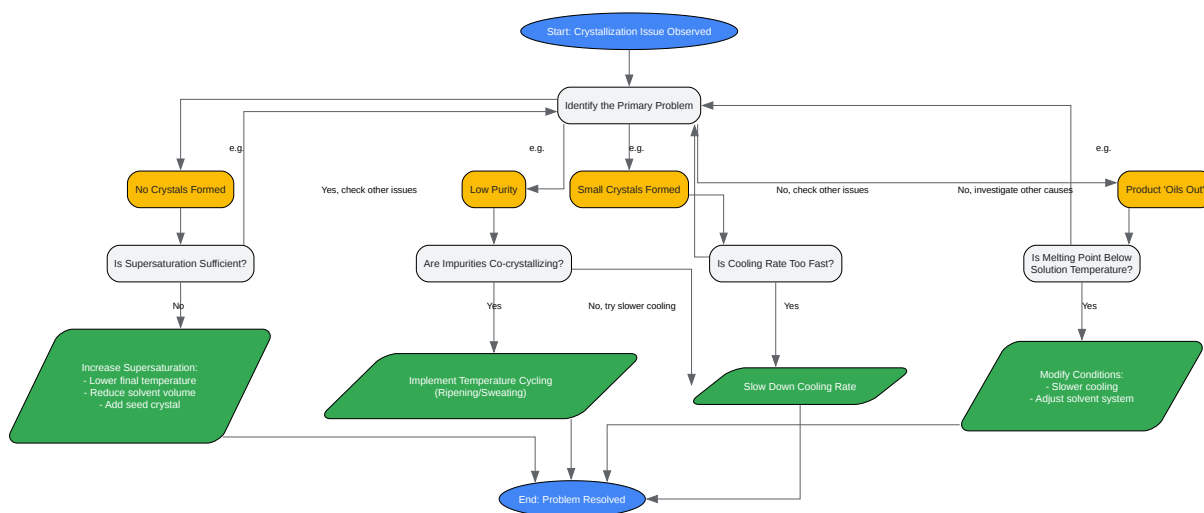 Start: Crystallization Issue Observed
Identify the Primary Problem
e.g.
e.g.
e.g.
e.g.
No Crystals Formed
Yes, check other issues
Low Purity
Small Crystals Formed
No, check other issues
No, investigate other causes
Product 'Oils Out'
Is Supersaturation Sufficient?
Are Impurities Co-crystallizing?
Is Cooling Rate Too Fast?
Is Melting Point Below
Solution Temperature?
No
Yes
No, try slower cooling
Yes
Yes
Increase Supersaturation:
- Lower final temperature
- Reduce solvent volume
- Add seed crystal
Implement Temperature Cycling
(Ripening/Sweating)
Slow Down Cooling Rate
Modify Conditions:
- Slower cooling
- Adjust solvent system
End: Problem Resolved